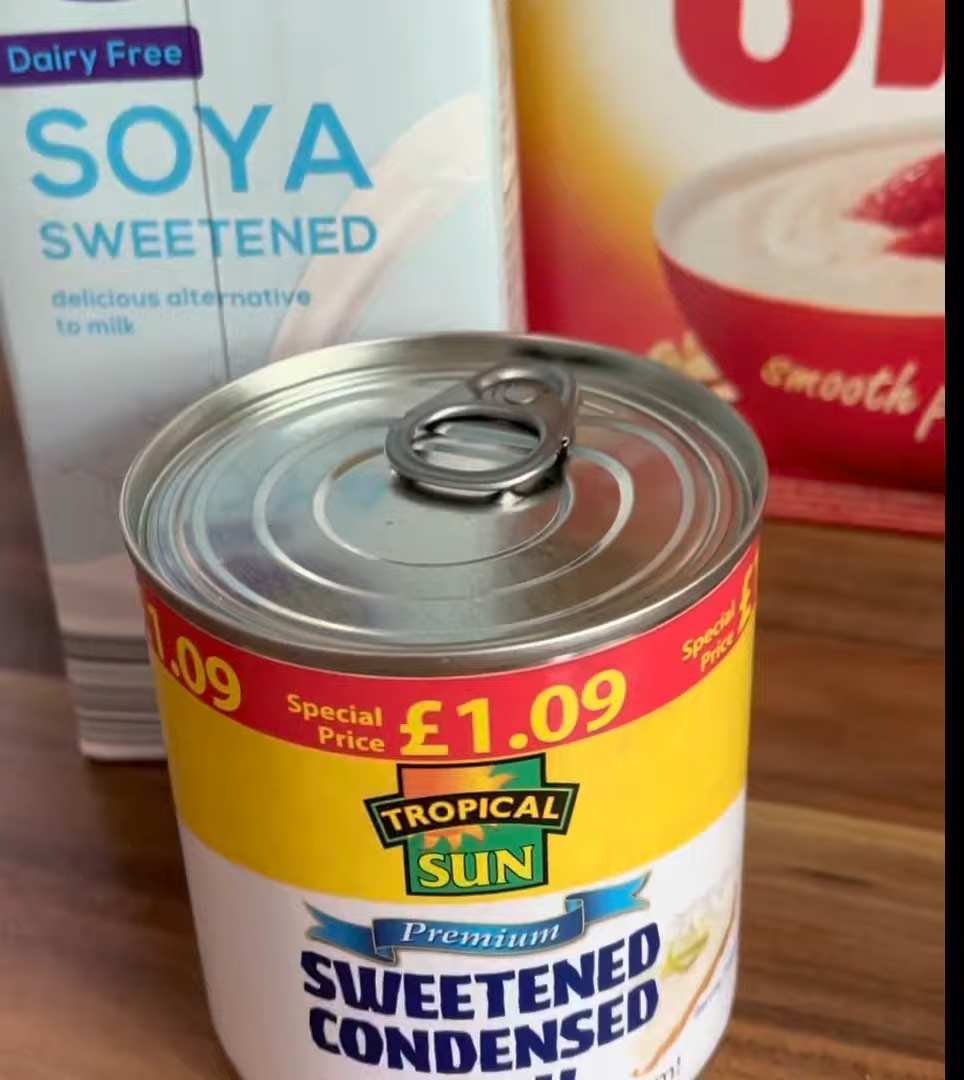 Dairy Free
SOYA
SWEETENED
delicious alternative
to milk
smooth
1.09
Special
Price
£1.09
Special
Price
£
TROPICAL
SUN
Premium
SWEETENED
CONDENSED